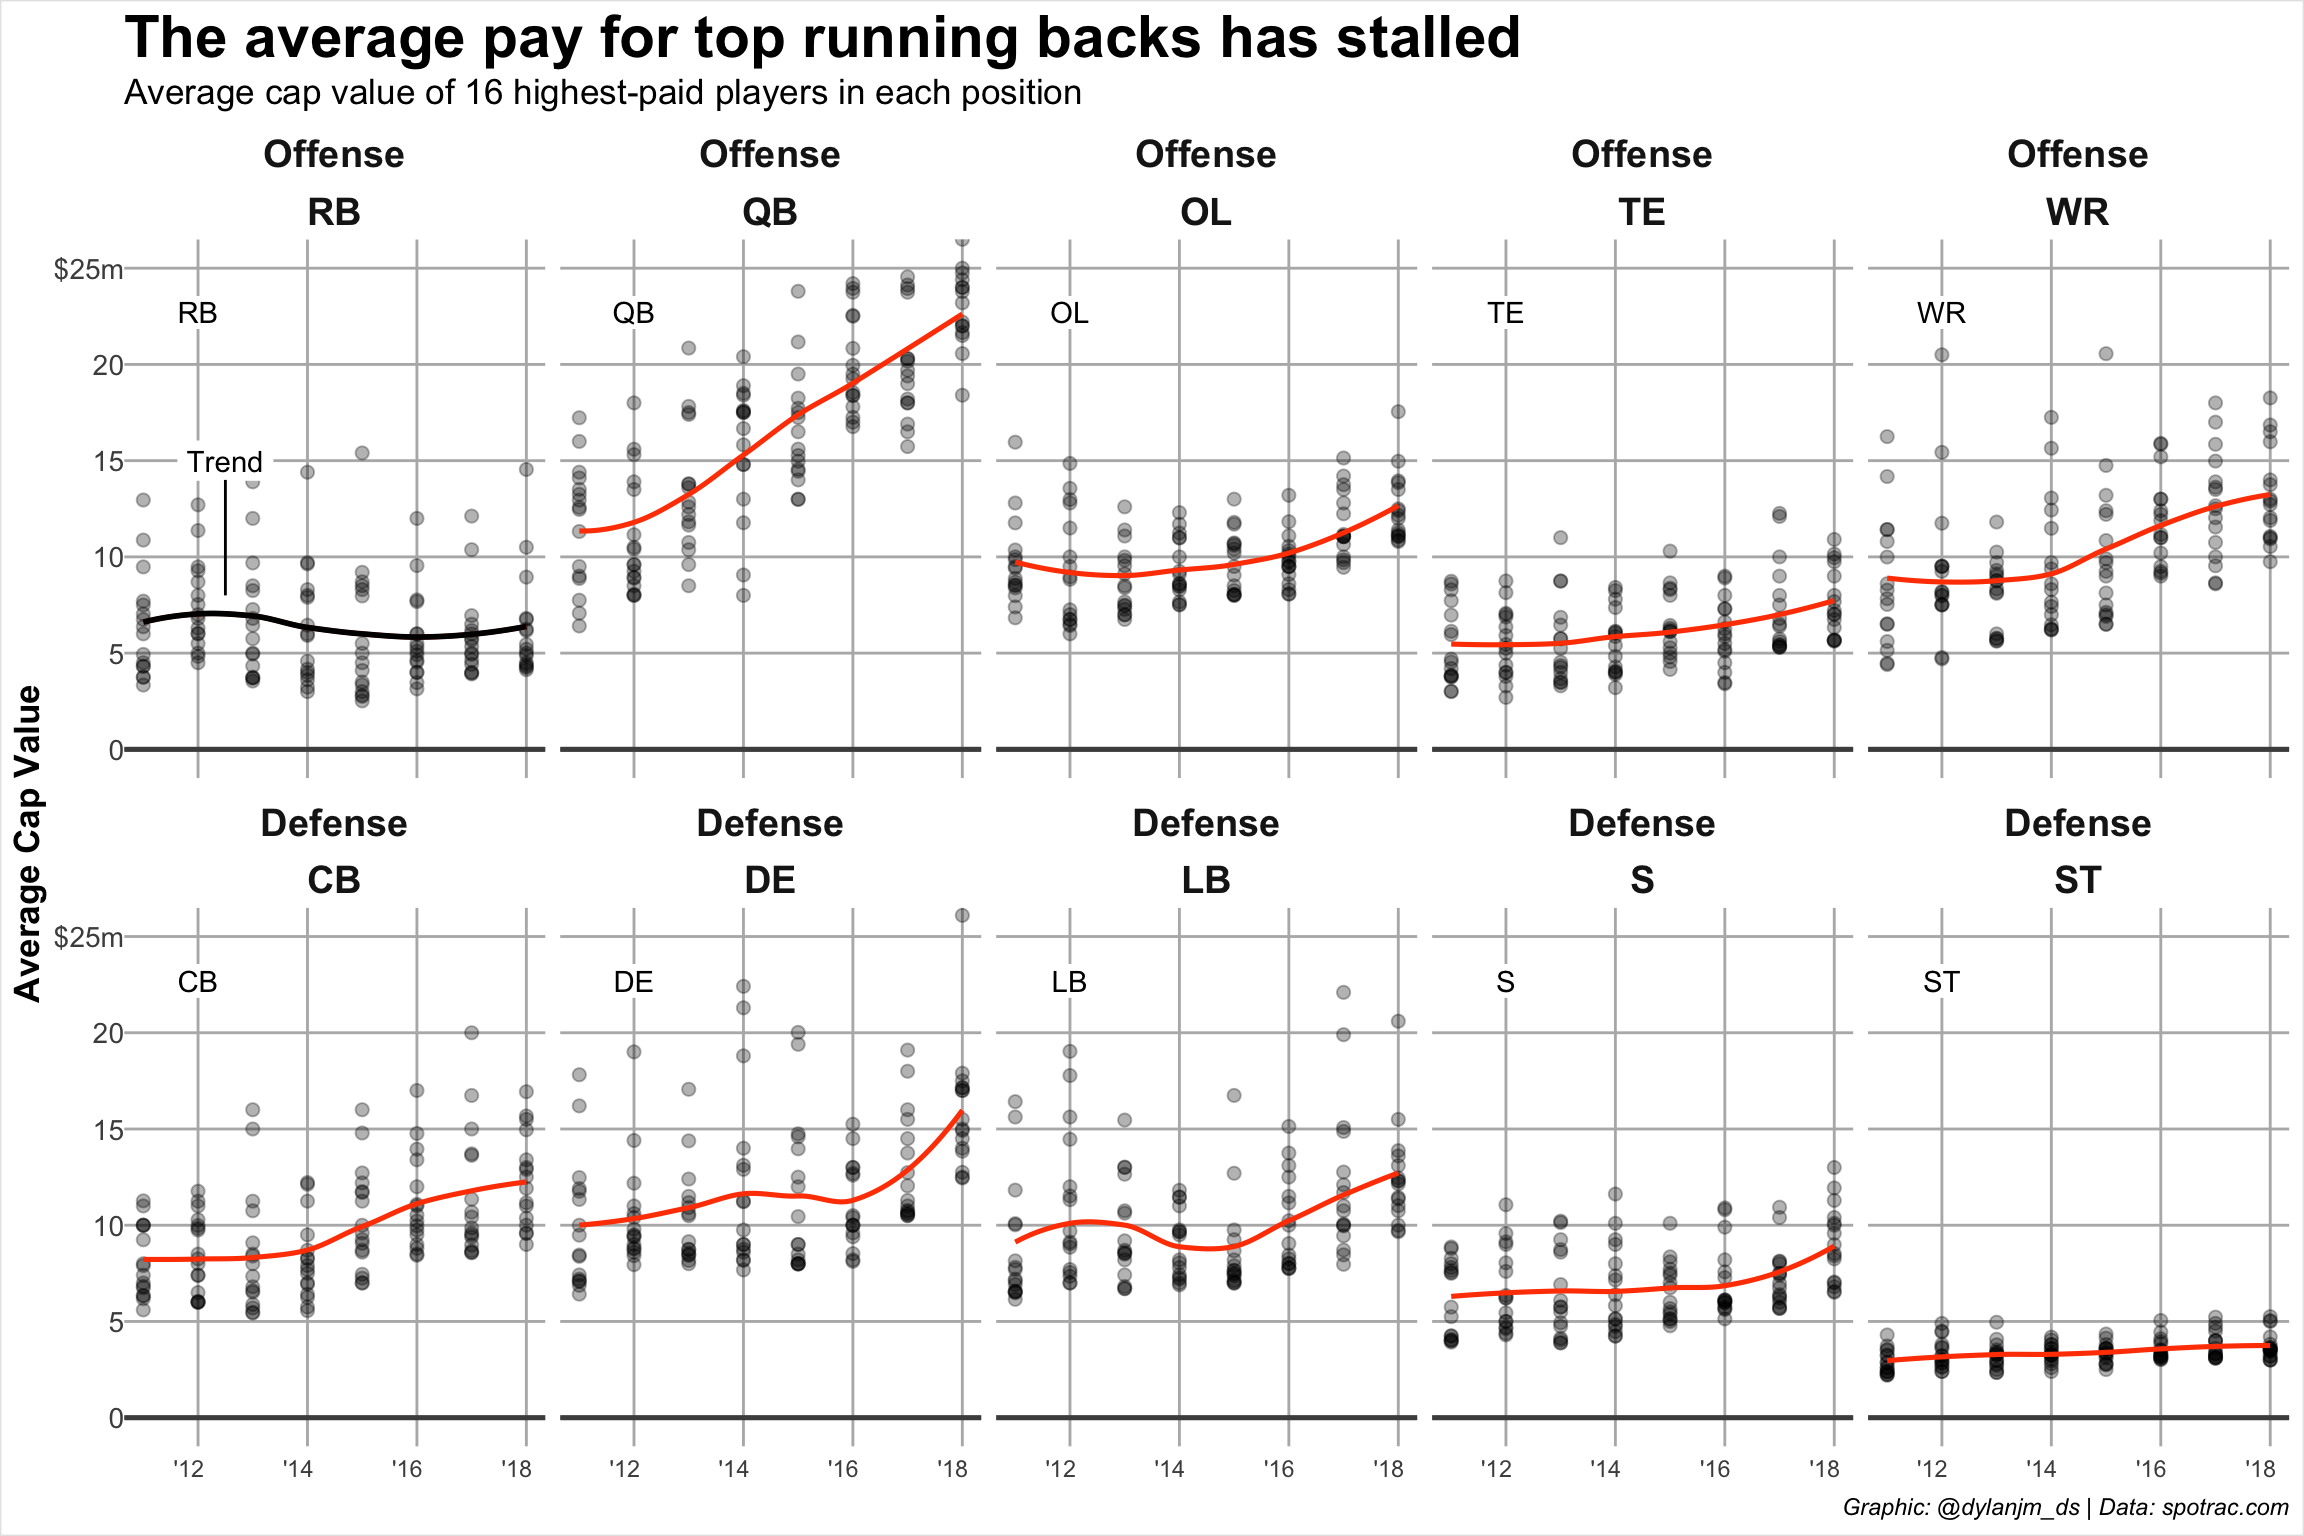 The average pay for top running backs has stalled
Average cap value of 16 highest-paid players in each position
Offense Offense Offense Offense Offense
RB QB OL TE WR
$25m
RB QB OL TE WR
20
15
Trend
10
5
0
Average Cap Value
Defense Defense Defense Defense Defense
CB DE LB S ST
$25m
CB DE LB S ST
20
15
10
5
0
'12 '14 '16 '18 '12 '14 '16 '18 '12 '14 '16 '18 '12 '14 '16 '18 '12 '14 '16 '18
Graphic: @dylanjm_ds | Data: spotrac.com